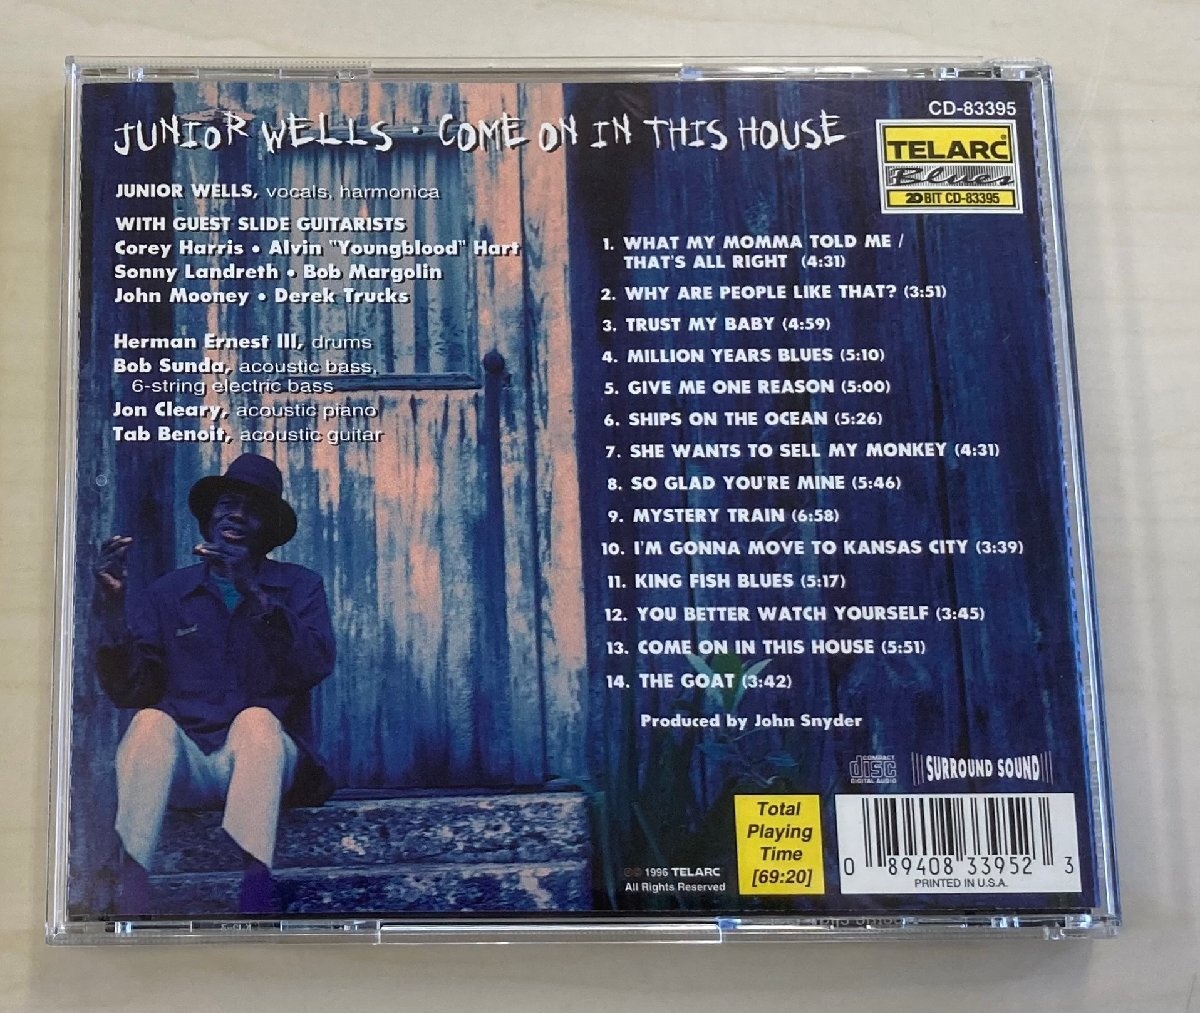 JUNIOR WELLS · COME ON IN THIS HOUSE
JUNIOR WELLS, vocals, harmonica
WITH GUEST SLIDE GUITARISTS
Corey Harris • Alvin "Youngblood" Hart
Sonny Landreth • Bob Margolin
John Mooney • Derek Trucks
Herman Ernest III, drums
Bob Sunda, acoustic bass,
6-string electric bass
Jon Cleary, acoustic piano
Tab Benoit, acoustic guitar
CD-83395
TELARC®
Blues
20 BIT CD-83395
1. WHAT MY MOMMA TOLD ME /
THAT'S ALL RIGHT (4:31)
2. WHY ARE PEOPLE LIKE THAT? (3:51)
3. TRUST MY BABY (4:59)
4. MILLION YEARS BLUES (5:10)
5. GIVE ME ONE REASON (5:00)
6. SHIPS ON THE OCEAN (5:26)
7. SHE WANTS TO SELL MY MONKEY (4:31)
8. SO GLAD YOU'RE MINE (5:46)
9. MYSTERY TRAIN (6:58)
10. I'M GONNA MOVE TO KANSAS CITY (3:39)
11. KING FISH BLUES (5:17)
12. YOU BETTER WATCH YOURSELF (3:45)
13. COME ON IN THIS HOUSE (5:51)
14. THE GOAT (3:42)
Produced by John Snyder
COMPACT
disc
DIGITAL AUDIO
SURROUND SOUND
℗© 1996 TELARC
All Rights Reserved
Total
Playing
Time
[69:20]
0 89408 33952 3
PRINTED IN U.S.A.